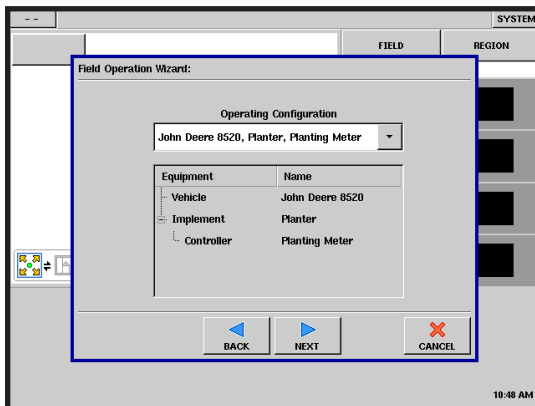 - - SYSTEM
FIELD REGION
Field Operation Wizard:
Operating Configuration
John Deere 8520, Planter, Planting Meter
Equipment Name
Vehicle John Deere 8520
Implement Planter
Controller Planting Meter
BACK NEXT CANCEL
10:48 AM